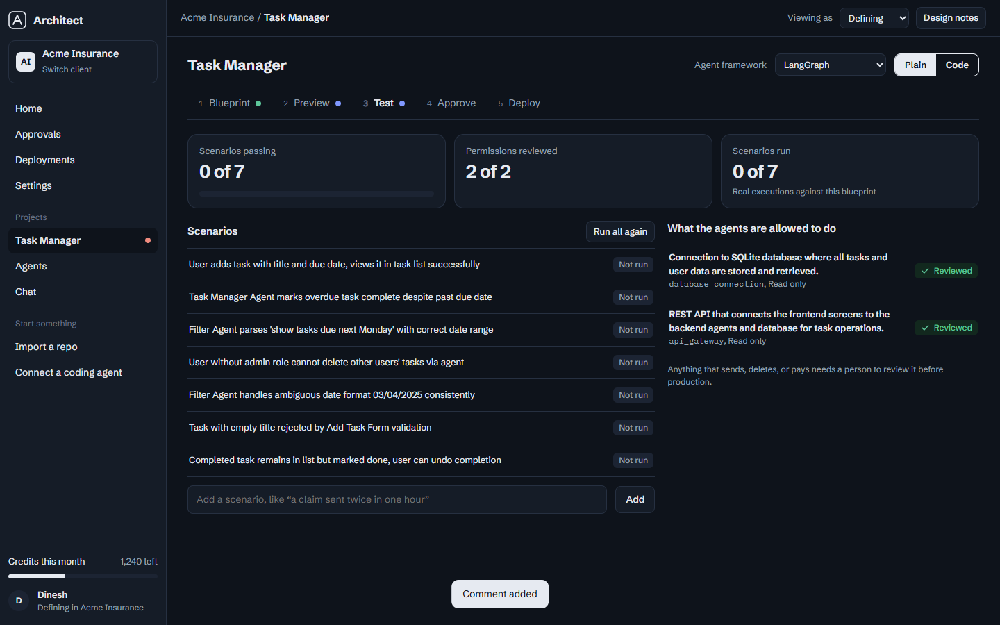 Architect
AI
Acme Insurance
Switch client
Home
Approvals
Deployments
Settings
Projects
Task Manager
Agents
Chat
Start something
Import a repo
Connect a coding agent
Credits this month
1,240 left
D
Dinesh
Defining in Acme Insurance
Acme Insurance / Task Manager
Viewing as
Defining
Design notes
Task Manager
Agent framework
LangGraph
Plain
Code
1 Blueprint
2 Preview
3 Test
4 Approve
5 Deploy
Scenarios passing
0 of 7
Permissions reviewed
2 of 2
Scenarios run
0 of 7
Real executions against this blueprint
Scenarios
Run all again
User adds task with title and due date, views it in task list successfully
Not run
Task Manager Agent marks overdue task complete despite past due date
Not run
Filter Agent parses 'show tasks due next Monday' with correct date range
Not run
User without admin role cannot delete other users' tasks via agent
Not run
Filter Agent handles ambiguous date format 03/04/2025 consistently
Not run
Task with empty title rejected by Add Task Form validation
Not run
Completed task remains in list but marked done, user can undo completion
Not run
Add a scenario, like “a claim sent twice in one hour”
Add
What the agents are allowed to do
Connection to SQLite database where all tasks and
user data are stored and retrieved.
database_connection, Read only
Reviewed
REST API that connects the frontend screens to the
backend agents and database for task operations.
api_gateway, Read only
Reviewed
Anything that sends, deletes, or pays needs a person to review it before
production.
Comment added